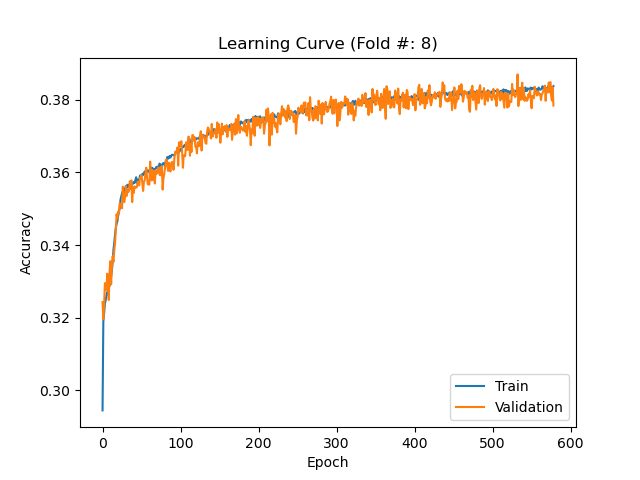 Learning Curve (Fold #: 8)
Accuracy
0.38
0.36
0.34
0.32
0.30
0 100 200 300 400 500 600
Epoch
Train
Validation